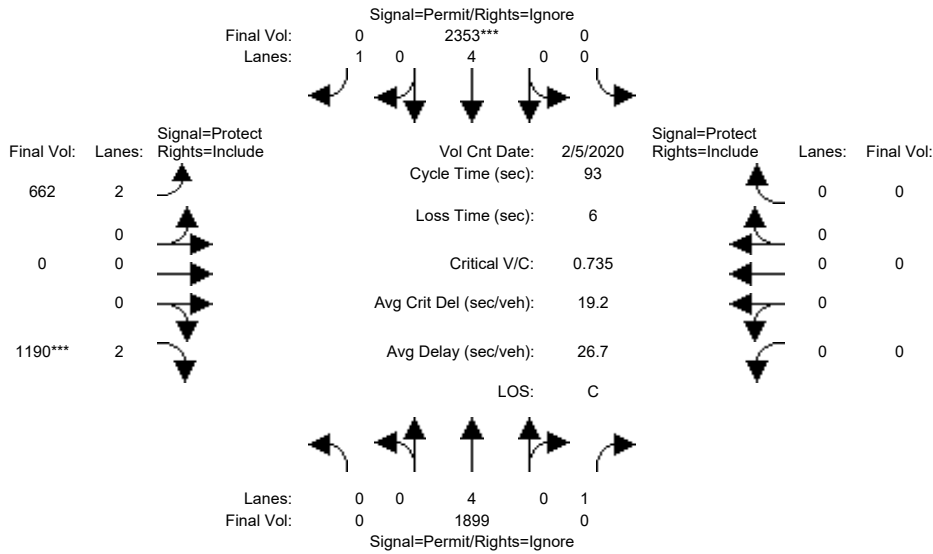 Signal=Permit/Rights=Ignore
Final Vol: 0 2353*** 0
Lanes: 1 0 4 0 0
Signal=Protect Signal=Protect
Final Vol: Lanes: Rights=Include Vol Cnt Date: 2/5/2020 Rights=Include Lanes: Final Vol:
Cycle Time (sec): 93
662 2 0 0
Loss Time (sec): 6
0 0
0 0 Critical V/C: 0.735 0 0
0 Avg Crit Del (sec/veh): 19.2 0
1190*** 2 Avg Delay (sec/veh): 26.7 0 0
LOS: C
Lanes: 0 0 4 0 1
Final Vol: 0 1899 0
Signal=Permit/Rights=Ignore